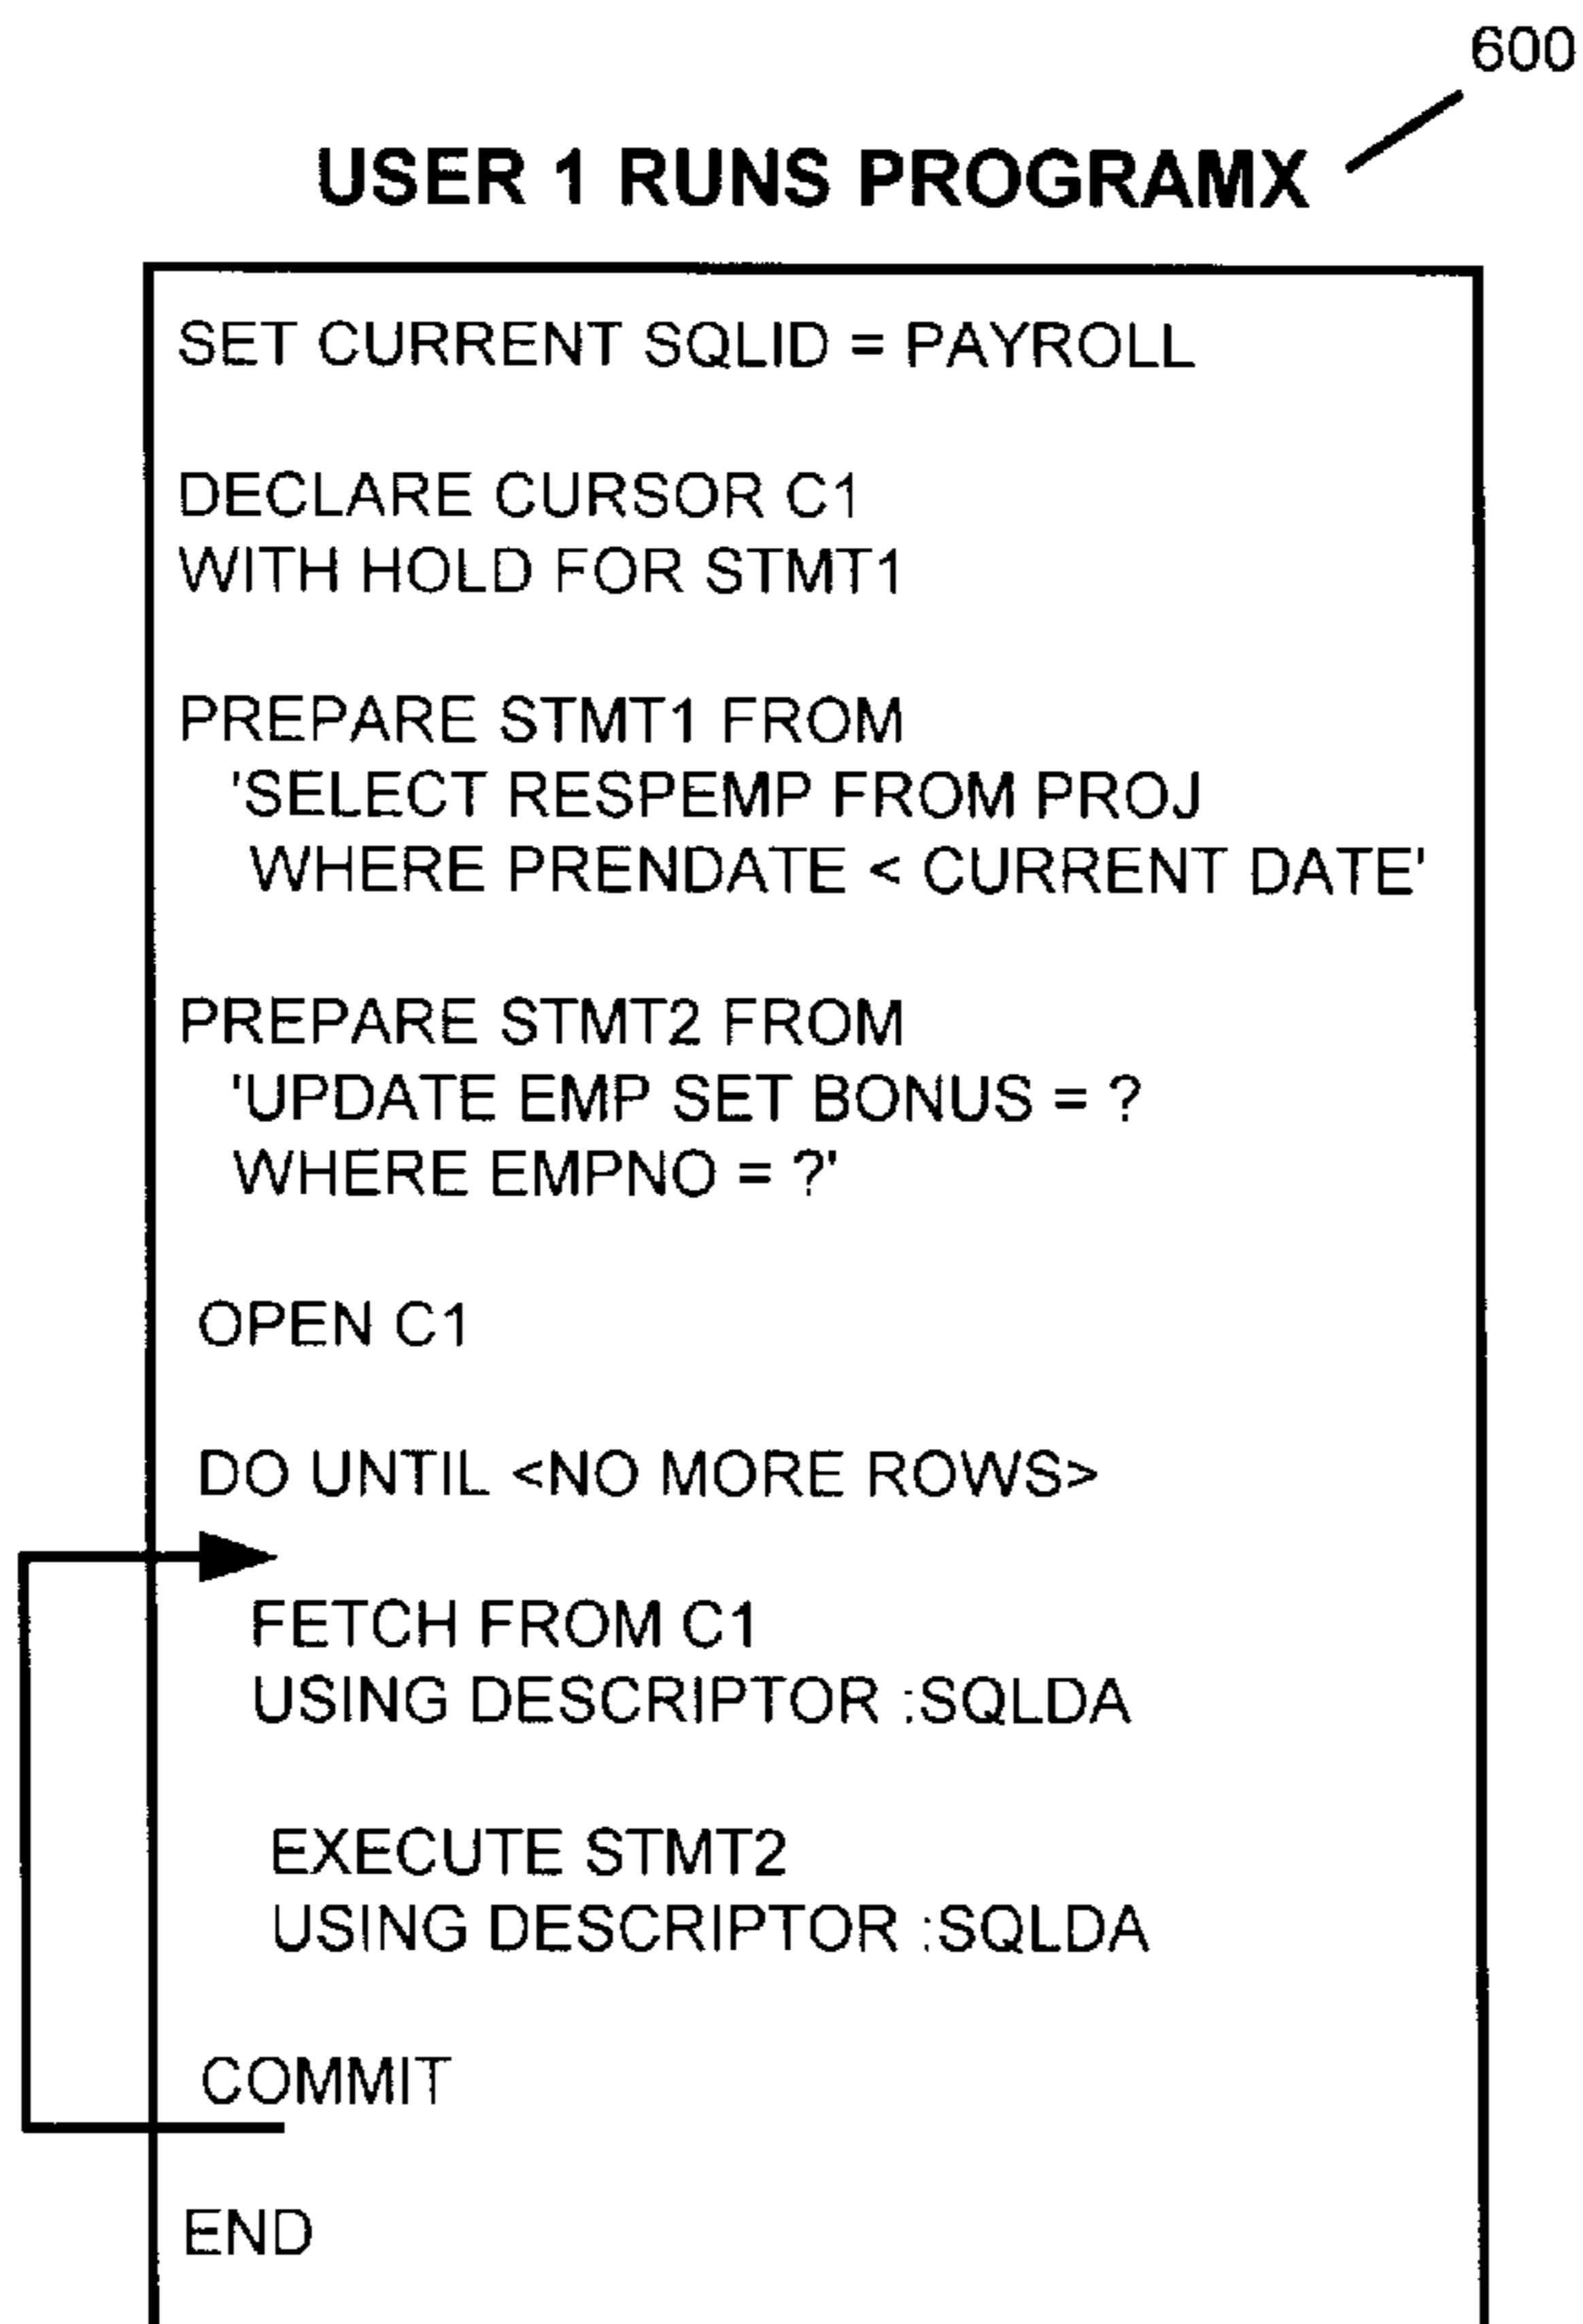 600
USER 1 RUNS PROGRAMX
SET CURRENT SQLID = PAYROLL
DECLARE CURSOR C1
WITH HOLD FOR STMT1
PREPARE STMT1 FROM
'SELECT RESPEMP FROM PROJ
WHERE PRENDATE < CURRENT DATE'
PREPARE STMT2 FROM
'UPDATE EMP SET BONUS = ?
WHERE EMPNO = ?'
OPEN C1
DO UNTIL <NO MORE ROWS>
FETCH FROM C1
USING DESCRIPTOR :SQLDA
EXECUTE STMT2
USING DESCRIPTOR :SQLDA
COMMIT
END